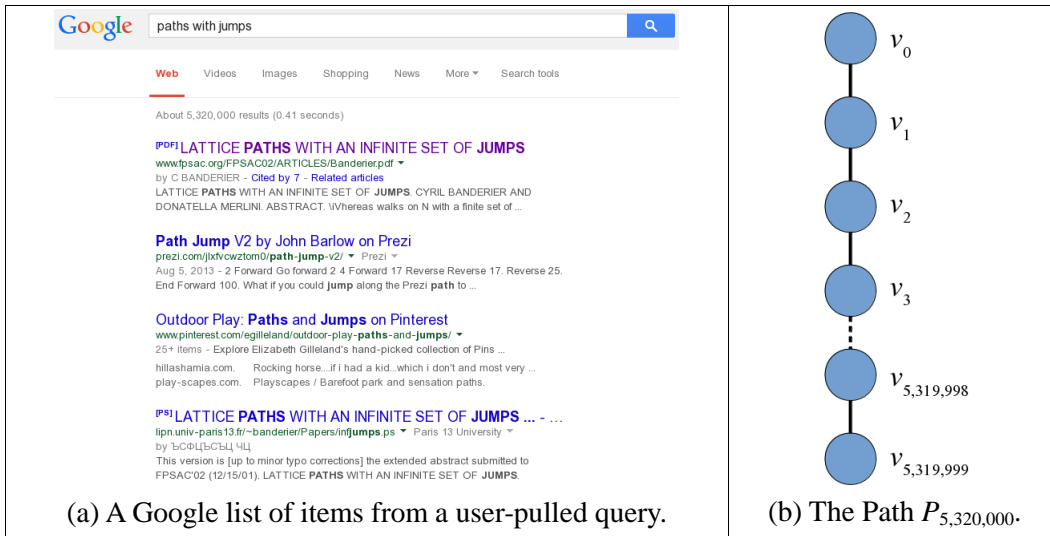 Google paths with jumps
Web Videos Images Shopping News More Search tools
About 5,320,000 results (0.41 seconds)
[PDF] LATTICE PATHS WITH AN INFINITE SET OF JUMPS
www.fpsac.org/FPSAC02/ARTICLES/Banderier.pdf
by C BANDERIER - Cited by 7 - Related articles
LATTICE PATHS WITH AN INFINITE SET OF JUMPS. CYRIL BANDERIER AND
DONATELLA MERLINI. ABSTRACT. \iVhereas walks on N with a finite set of ...
Path Jump V2 by John Barlow on Prezi
prezi.com/jlxfvcwztom0/path-jump-v2/ Prezi
Aug 5, 2013 - 2 Forward Go forward 2 4 Forward 17 Reverse Reverse 17. Reverse 25.
End Forward 100. What if you could jump along the Prezi path to ...
Outdoor Play: Paths and Jumps on Pinterest
www.pinterest.com/egilleland/outdoor-play-paths-and-jumps/
25+ items - Explore Elizabeth Gilleland's hand-picked collection of Pins ...
hillashamia.com. Rocking horse....if i had a kid...which i don't and most very ...
play-scapes.com. Playscapes / Barefoot park and sensation paths.
[PS] LATTICE PATHS WITH AN INFINITE SET OF JUMPS ... - ...
lipn.univ-paris13.fr/~banderier/Papers/infjumps.ps Paris 13 University
by ЪСФЦЪСЪЦ ЧЦ
This version is [up to minor typo corrections] the extended abstract submitted to
FPSAC'02 (12/15/01). LATTICE PATHS WITH AN INFINITE SET OF JUMPS.
(a) A Google list of items from a user-pulled query.
v0
v1
v2
v3
v5,319,998
v5,319,999
(b) The Path P5,320,000.